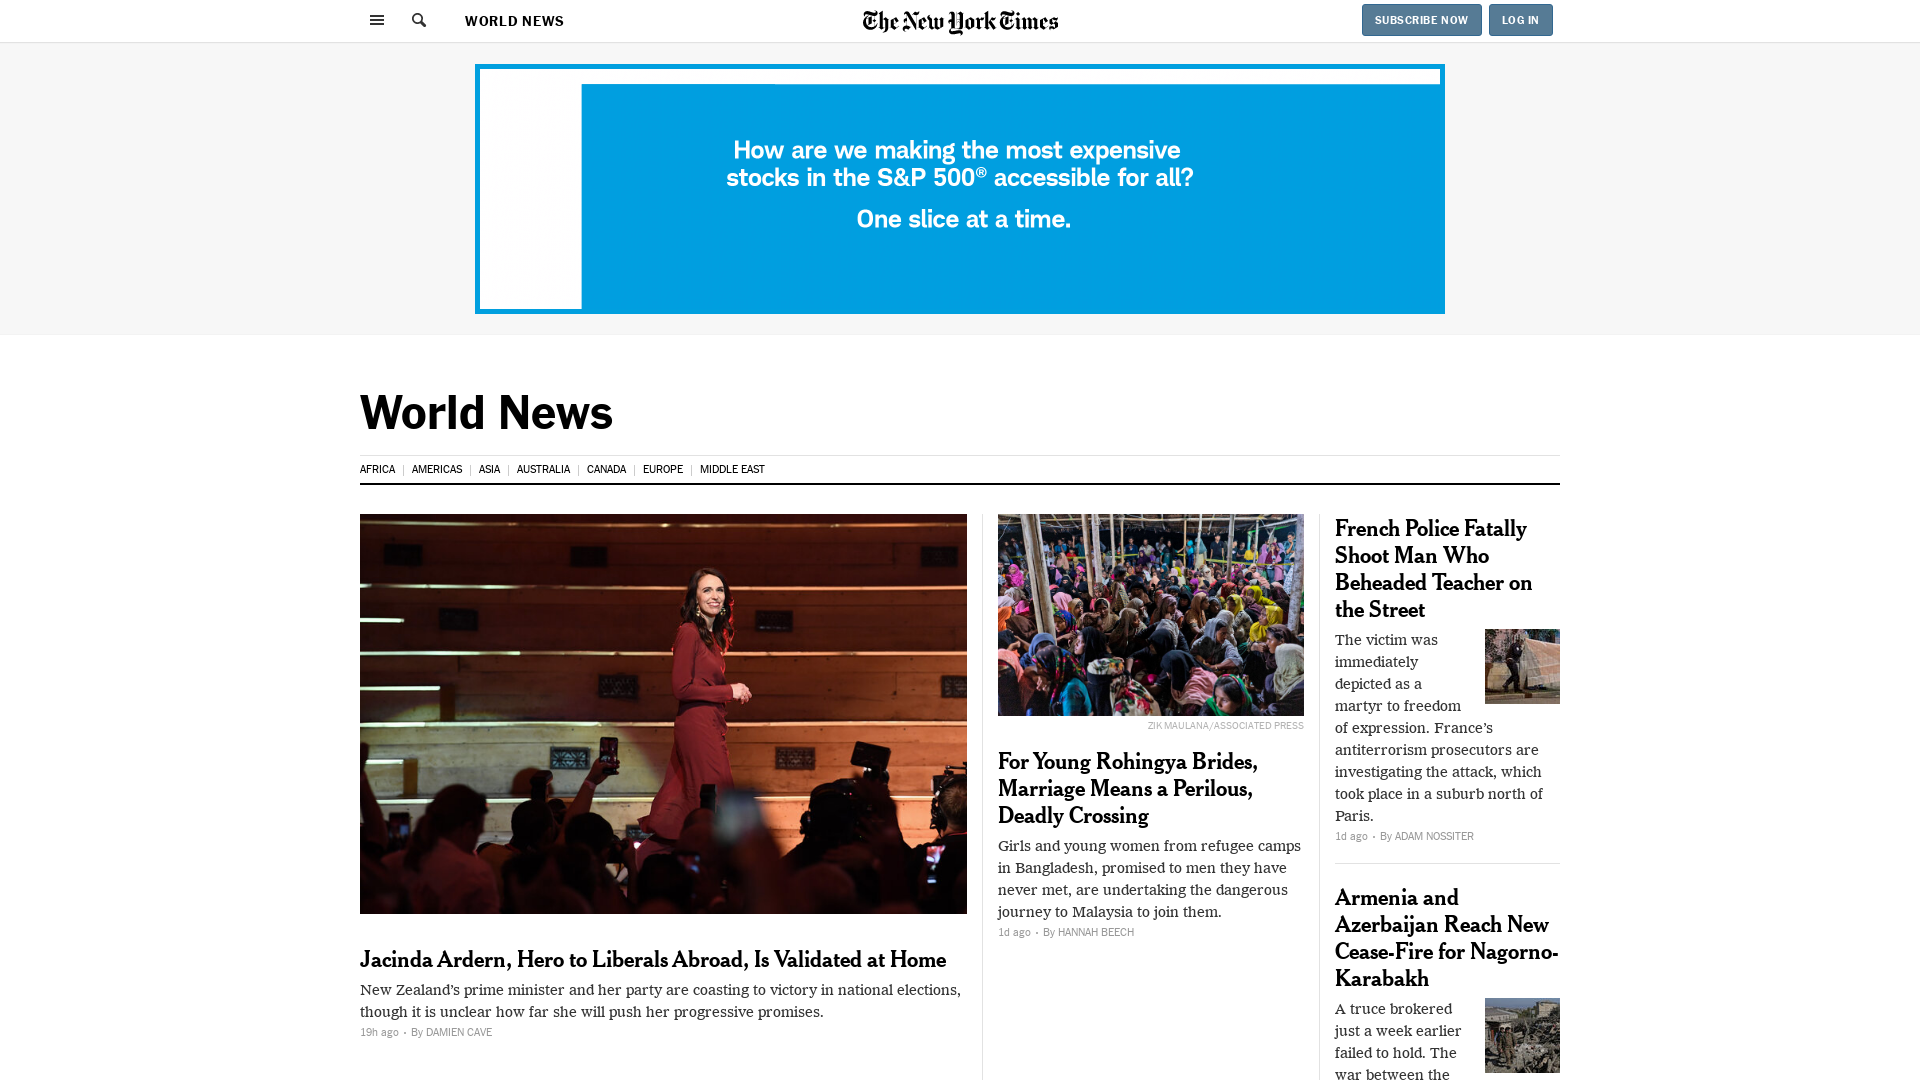 WORLD NEWS
The New York Times
SUBSCRIBE NOW
LOG IN
How are we making the most expensive
stocks in the S&P 500® accessible for all?
One slice at a time.
World News
AFRICA
AMERICAS
ASIA
AUSTRALIA
CANADA
EUROPE
MIDDLE EAST
Jacinda Ardern, Hero to Liberals Abroad, Is Validated at Home
New Zealand’s prime minister and her party are coasting to victory in national elections,
though it is unclear how far she will push her progressive promises.
19h ago · By DAMIEN CAVE
ZIK MAULANA/ASSOCIATED PRESS
For Young Rohingya Brides,
Marriage Means a Perilous,
Deadly Crossing
Girls and young women from refugee camps
in Bangladesh, promised to men they have
never met, are undertaking the dangerous
journey to Malaysia to join them.
1d ago · By HANNAH BEECH
French Police Fatally
Shoot Man Who
Beheaded Teacher on
the Street
The victim was
immediately
depicted as a
martyr to freedom
of expression. France’s
antiterrorism prosecutors are
investigating the attack, which
took place in a suburb north of
Paris.
1d ago · By ADAM NOSSITER
Armenia and
Azerbaijan Reach New
Cease-Fire for Nagorno-
Karabakh
A truce brokered
just a week earlier
failed to hold. The
war between the